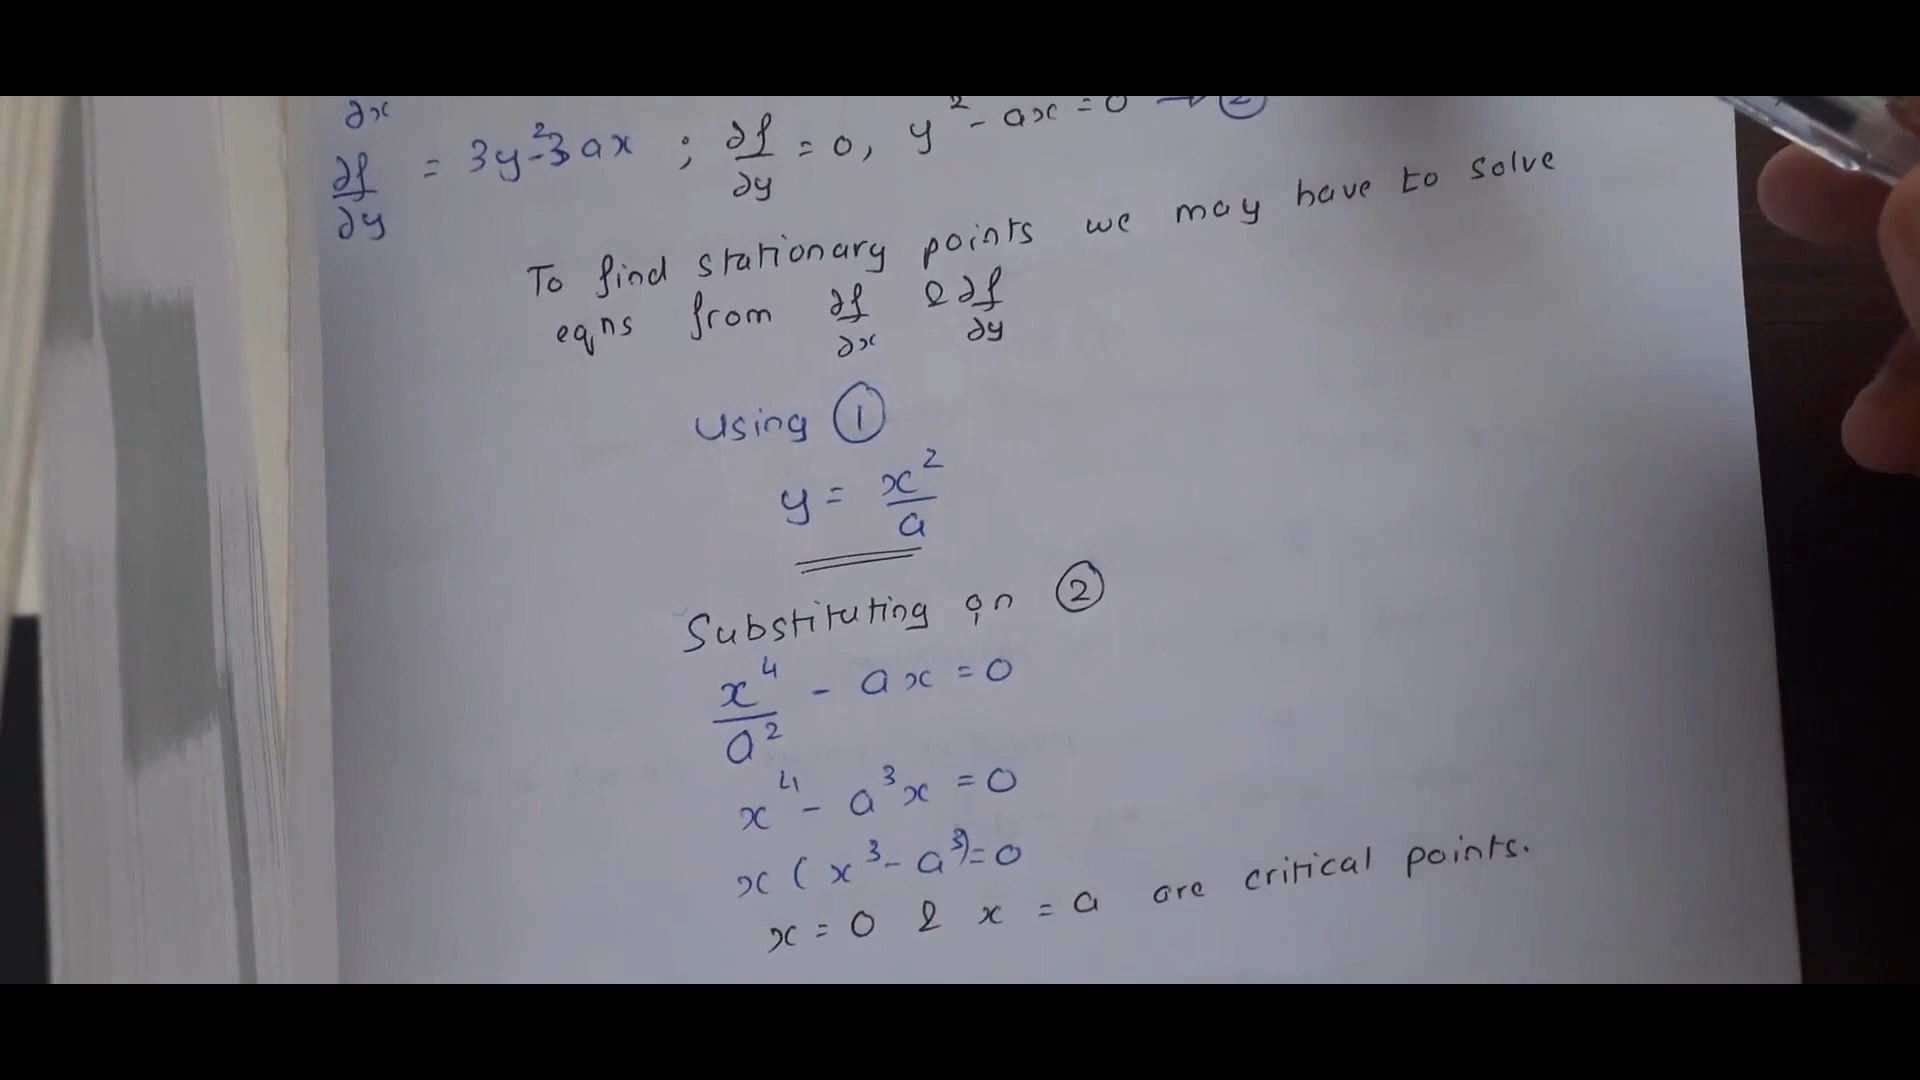 ∂x
∂f/∂y = 3y²-3ax ; ∂f/∂y = 0, y² - ax = 0 → ②
To find stationary points we may have to solve
eqns from ∂f/∂x & ∂f/∂y
Using ①
y = x²/a
Substituting in ②
x⁴/a² - ax = 0
x⁴ - a³x = 0
x(x³ - a³) = 0
x = 0 & x = a are critical points.